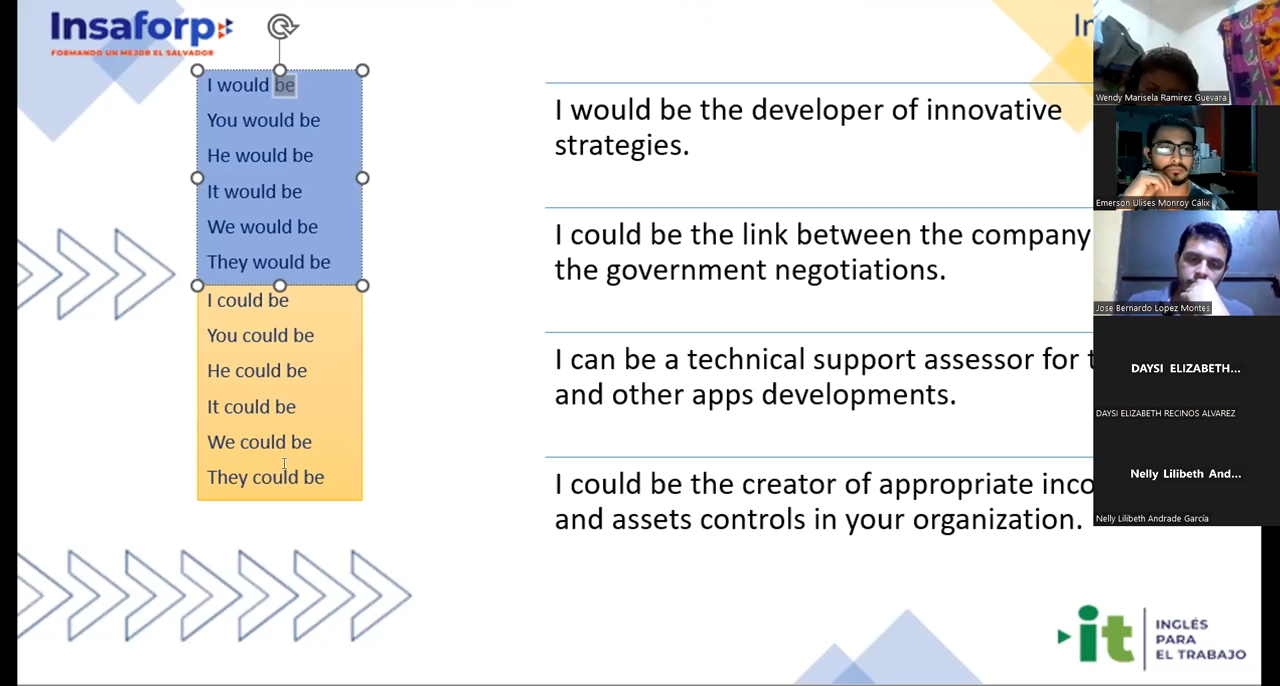 Insaforp
FORMANDO UN MEJOR EL SALVADOR
I would be
You would be
He would be
It would be
We would be
They would be
I could be
You could be
He could be
It could be
We could be
They could be
I would be the developer of innovative
strategies.
I could be the link between the company
the government negotiations.
I can be a technical support assessor for
and other apps developments.
I could be the creator of appropriate
and assets controls in your organization.
Wendy Marisela Ramirez Guevara
Emerson Ulises Monroy Cálix
Jose Bernardo Lopez Montes
DAYSI ELIZABETH...
DAYSI ELIZABETH RECINOS ALVAREZ
Nelly Lilibeth And...
Nelly Lilibeth Andrade García
it
INGLÉS
PARA
EL TRABAJO